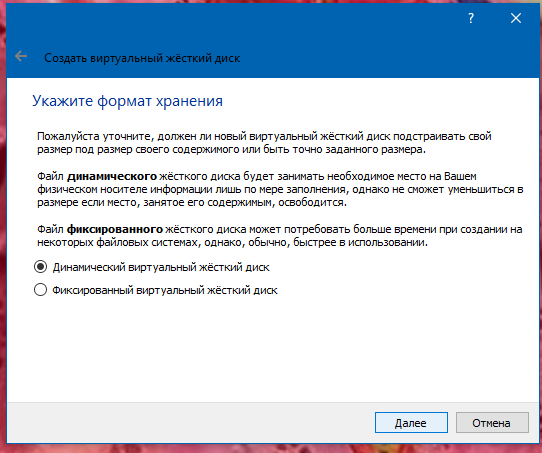 ?
Создать виртуальный жёсткий диск
Укажите формат хранения
Пожалуйста уточните, должен ли новый виртуальный жёсткий диск подстраивать свой
размер под размер своего содержимого или быть точно заданного размера.
Файл динамического жёсткого диска будет занимать необходимое место на Вашем
физическом носителе информации лишь по мере заполнения, однако не сможет уменьшиться в
размере если место, занятое его содержимым, освободится.
Файл фиксированного жёсткого диска может потребовать больше времени при создании на
некоторых файловых системах, однако, обычно, быстрее в использовании.
Динамический виртуальный жёсткий диск
Фиксированный виртуальный жёсткий диск
Далее
Отмена